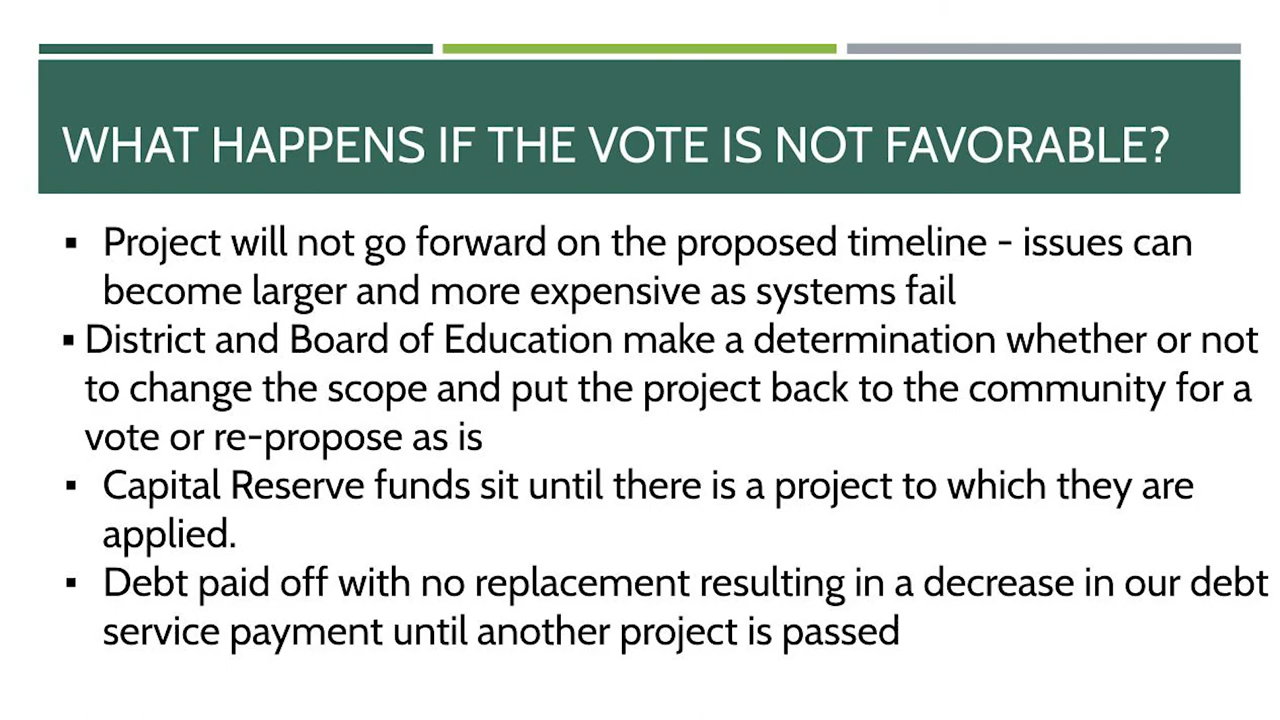 WHAT HAPPENS IF THE VOTE IS NOT FAVORABLE?
▪ Project will not go forward on the proposed timeline - issues can
become larger and more expensive as systems fail
▪ District and Board of Education make a determination whether or not
to change the scope and put the project back to the community for a
vote or re-propose as is
▪ Capital Reserve funds sit until there is a project to which they are
applied.
▪ Debt paid off with no replacement resulting in a decrease in our debt
service payment until another project is passed